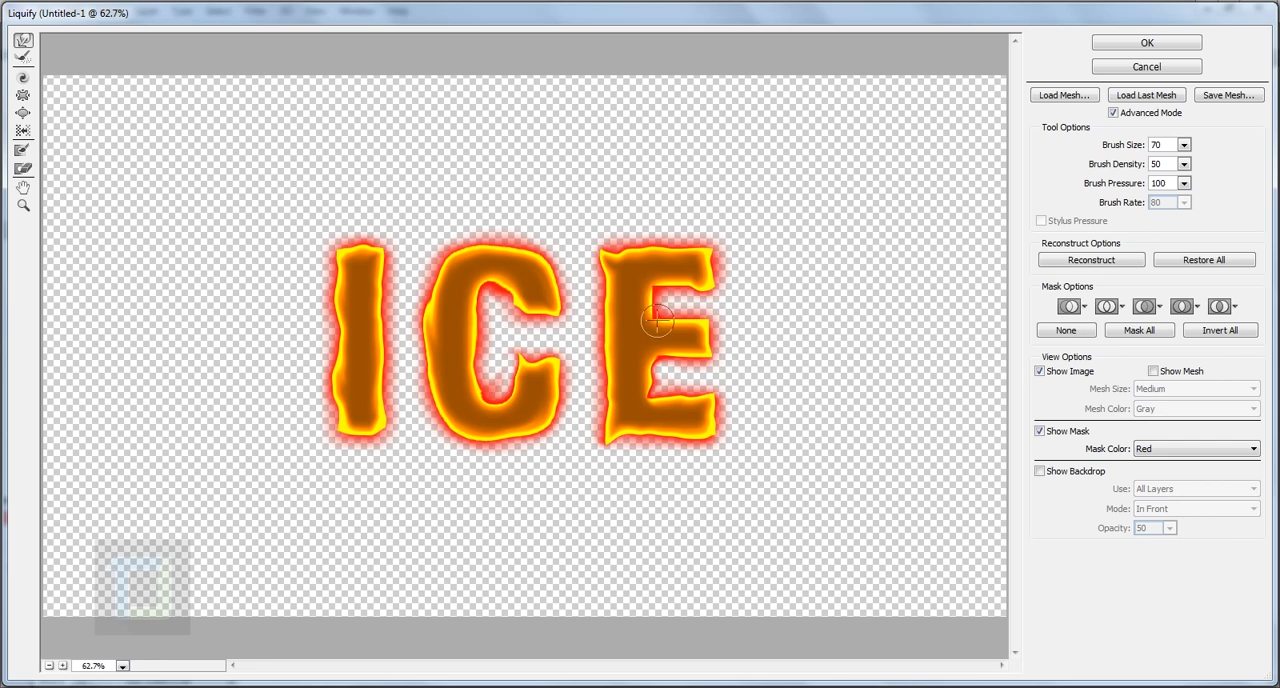 Liquify (Untitled-1 @ 62.7%)
OK
Cancel
Load Mesh... Load Last Mesh Save Mesh...
Advanced Mode
Tool Options
Brush Size: 70
Brush Density: 50
Brush Pressure: 100
Brush Rate: 80
Stylus Pressure
Reconstruct Options
Reconstruct Restore All
Mask Options
None Mask All Invert All
View Options
Show Image Show Mesh
Mesh Size: Medium
Mesh Color: Gray
Show Mask
Mask Color: Red
Show Backdrop
Use: All Layers
Mode: In Front
Opacity: 50
ICE
62.7%